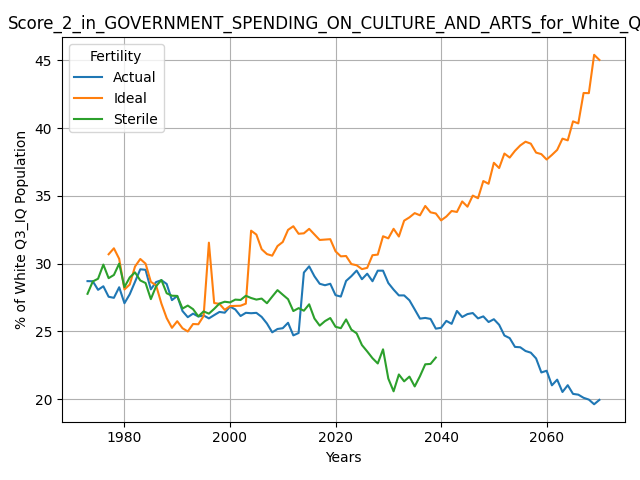 Score_2_in_GOVERNMENT_SPENDING_ON_CULTURE_AND_ARTS_for_White_Q
Fertility
Actual
Ideal
Sterile
% of White Q3_IQ Population
45
40
35
30
25
20
1980
2000
2020
2040
2060
Years